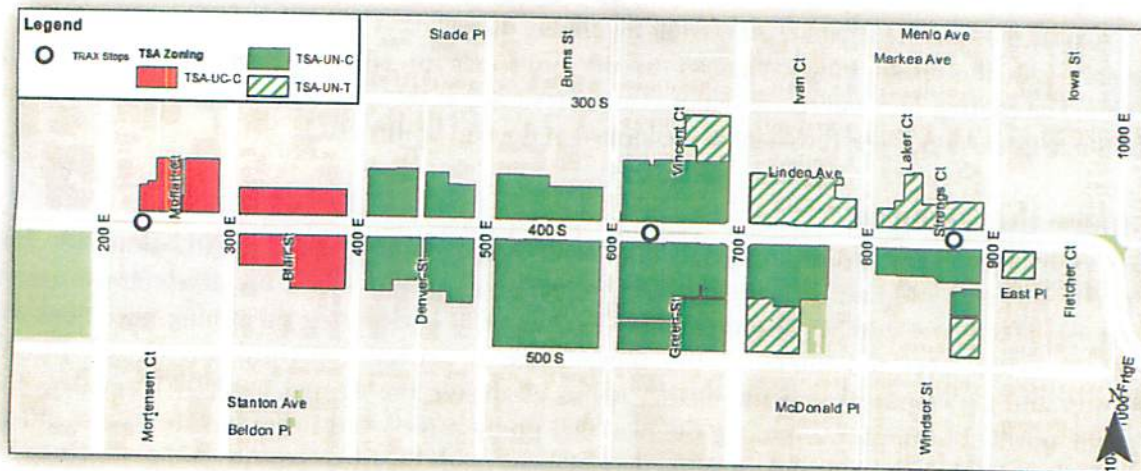 Legend
TRAX Stops
TSA Zoning
TSA-UC-C
TSA-UN-C
TSA-UN-T
Slade Pl
Burns St
300 S
Menlo Ave
Markea Ave
Ivan Ct
Iowa St
1000 E
Moffat Ct
Vincent Ct
Linden Ave
Laker Ct
Strongs Ct
200 E
300 E
400 E
500 E
400 S
600 E
700 E
800 E
900 E
Blair St
Denver St
Green St
East Pl
Fletcher Ct
500 S
Mortensen Ct
Stanton Ave
Beldon Pl
McDonald Pl
Windsor St
N